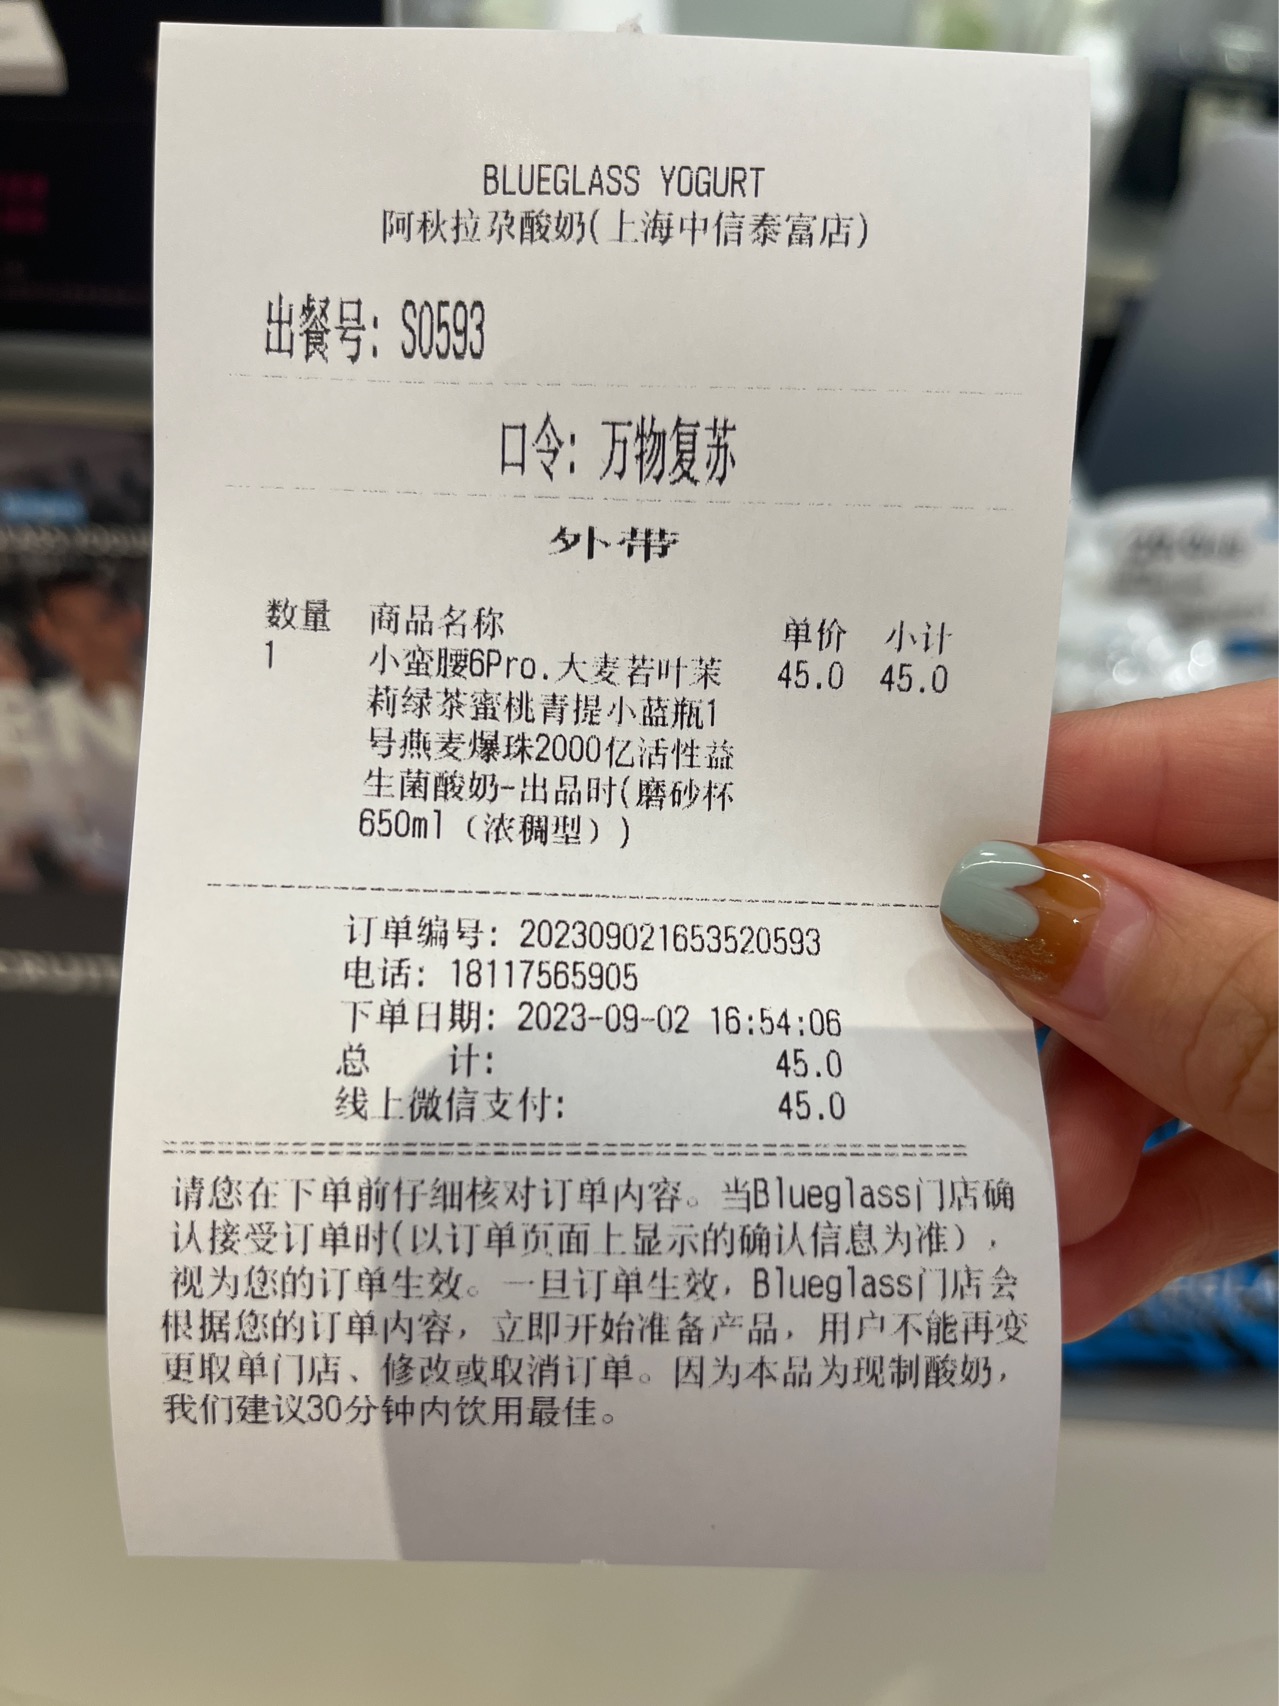 BLUEGLASS YOGURT
阿秋拉尕酸奶(上海中信泰富店)
出餐号: S0593
口令: 万物复苏
外带
数量 商品名称 单价 小计
1 小蛮腰6Pro.大麦若叶茉 45.0 45.0
莉绿茶蜜桃青提小蓝瓶1
号燕麦爆珠2000亿活性益
生菌酸奶-出品时(磨砂杯
650ml（浓稠型）)
订单编号: 202309021653520593
电话: 18117565905
下单日期: 2023-09-02 16:54:06
总 计: 45.0
线上微信支付: 45.0
请您在下单前仔细核对订单内容。当Blueglass门店确
认接受订单时(以订单页面上显示的确认信息为准),
视为您的订单生效。一旦订单生效, Blueglass门店会
根据您的订单内容, 立即开始准备产品, 用户不能再变
更取单门店、修改或取消订单。因为本品为现制酸奶,
我们建议30分钟内饮用最佳。